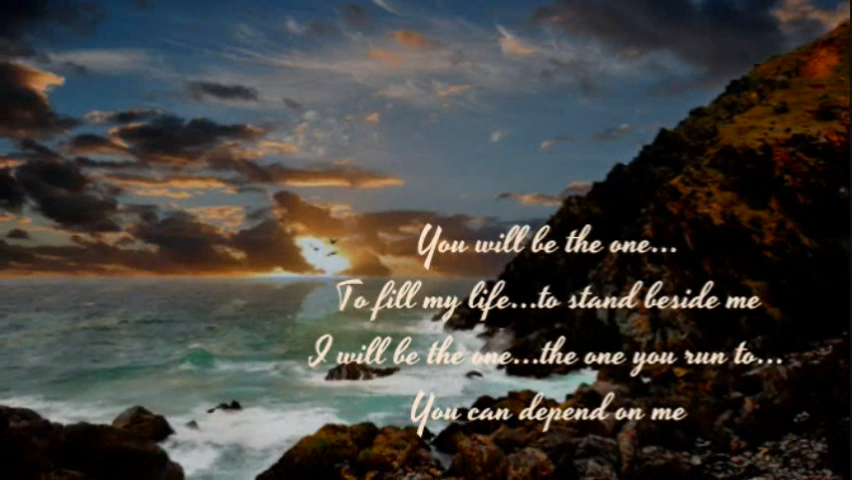 You will be the one...
To fill my life...to stand beside me
I will be the one...the one you run to...
You can depend on me